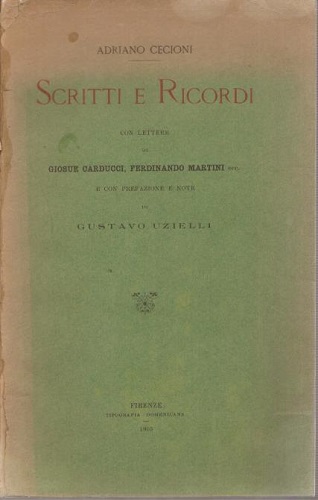 ADRIANO CECIONI
SCRITTI E RICORDI
CON LETTERE
DI
GIOSUE CARDUCCI, FERDINANDO MARTINI ecc.
E CON PREFAZIONE E NOTE
DI
GUSTAVO UZIELLI
FIRENZE
TIPOGRAFIA DOMENICANA